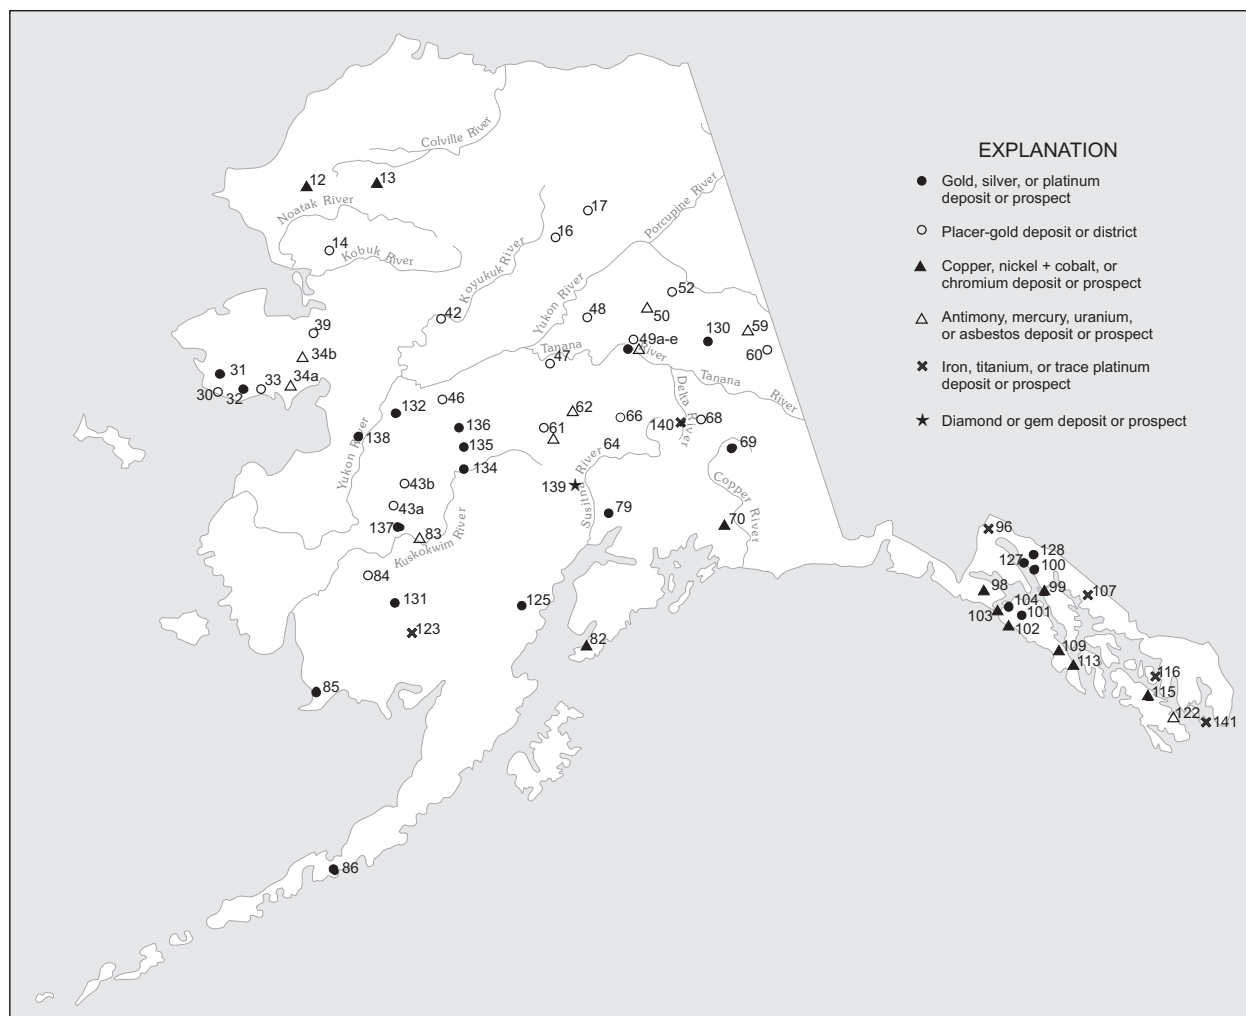 EXPLANATION
Gold, silver, or platinum
deposit or prospect
Placer-gold deposit or district
Copper, nickel + cobalt, or
chromium deposit or prospect
Antimony, mercury, uranium,
or asbestos deposit or prospect
Iron, titanium, or trace platinum
deposit or prospect
Diamond or gem deposit or prospect
Colville River
12
13
Noatak River
14
Kobuk River
17
16
Koyukuk River
Porcupine River
Yukon River
42
48
52
50
39
34b
31
34a
33
30
32
49a-e
130
59
60
Tanana
River
47
Tanana
River
Delta River
132
46
136
62
61
66
140
68
138
135
64
69
Yukon River
134
43b
139
Susitna
River
Copper River
43a
79
70
137
83
Kuskokwim River
84
131
125
123
82
85
86
96
128
127
100
98
99
107
104
103
101
102
109
113
116
115
122
141